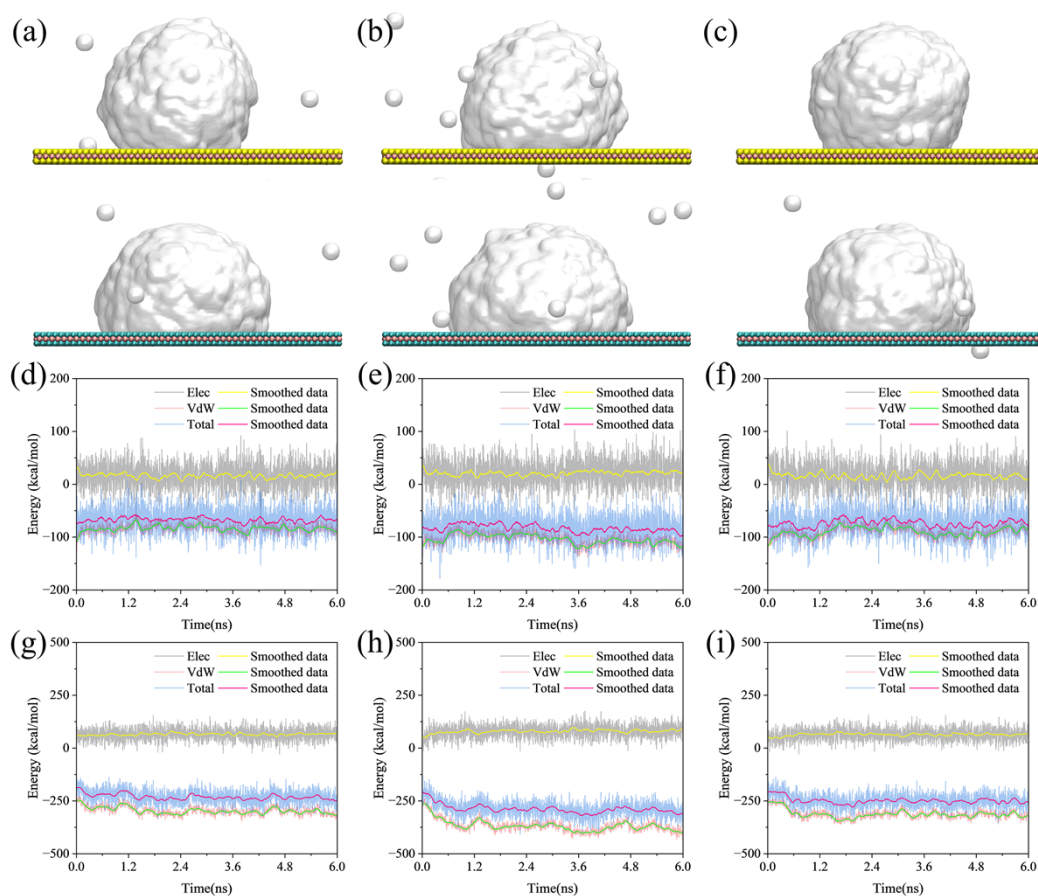 (a)
(b)
(c)
(d)
200
100
0
−100
−200
Energy (kcal/mol)
Elec
Smoothed data
VdW
Smoothed data
Total
Smoothed data
0.0 1.2 2.4 3.6 4.8 6.0
Time(ns)
(e)
200
100
0
−100
−200
Energy (kcal/mol)
Elec
Smoothed data
VdW
Smoothed data
Total
Smoothed data
0.0 1.2 2.4 3.6 4.8 6.0
Time(ns)
(f)
200
100
0
−100
−200
Energy (kcal/mol)
Elec
Smoothed data
VdW
Smoothed data
Total
Smoothed data
0.0 1.2 2.4 3.6 4.8 6.0
Time(ns)
(g)
500
250
0
−250
−500
Energy (kcal/mol)
Elec
Smoothed data
VdW
Smoothed data
Total
Smoothed data
0.0 1.2 2.4 3.6 4.8 6.0
Time(ns)
(h)
500
250
0
−250
−500
Energy (kcal/mol)
Elec
Smoothed data
VdW
Smoothed data
Total
Smoothed data
0.0 1.2 2.4 3.6 4.8 6.0
Time(ns)
(i)
500
250
0
−250
−500
Energy (kcal/mol)
Elec
Smoothed data
VdW
Smoothed data
Total
Smoothed data
0.0 1.2 2.4 3.6 4.8 6.0
Time(ns)